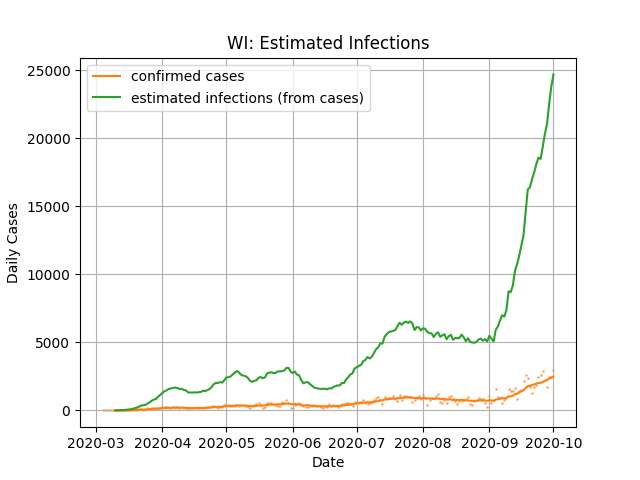 WI: Estimated Infections
confirmed cases
estimated infections (from cases)
Daily Cases
25000
20000
15000
10000
5000
0
2020-03 2020-04 2020-05 2020-06 2020-07 2020-08 2020-09 2020-10
Date